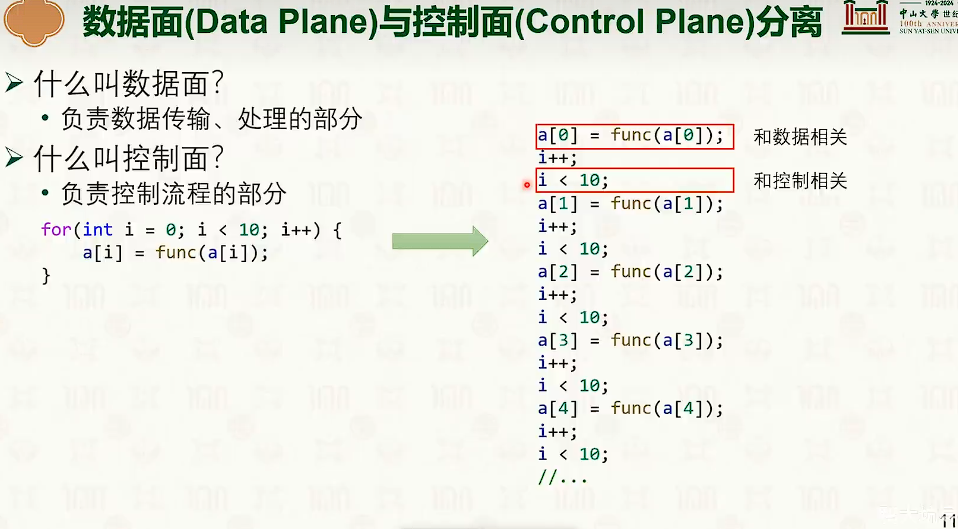 数据面(Data Plane)与控制面(Control Plane)分离
1924-2024
中山大学 世纪
100th ANNIVER
SUN YAT-SEN UNIVE
➢ 什么叫数据面？
• 负责数据传输、处理的部分
➢ 什么叫控制面？
• 负责控制流程的部分
for(int i = 0; i < 10; i++) {
a[i] = func(a[i]);
}
a[0] = func(a[0]); 和数据相关
i++;
i < 10; 和控制相关
a[1] = func(a[1]);
i++;
i < 10;
a[2] = func(a[2]);
i++;
i < 10;
a[3] = func(a[3]);
i++;
i < 10;
a[4] = func(a[4]);
i++;
i < 10;
//...
11